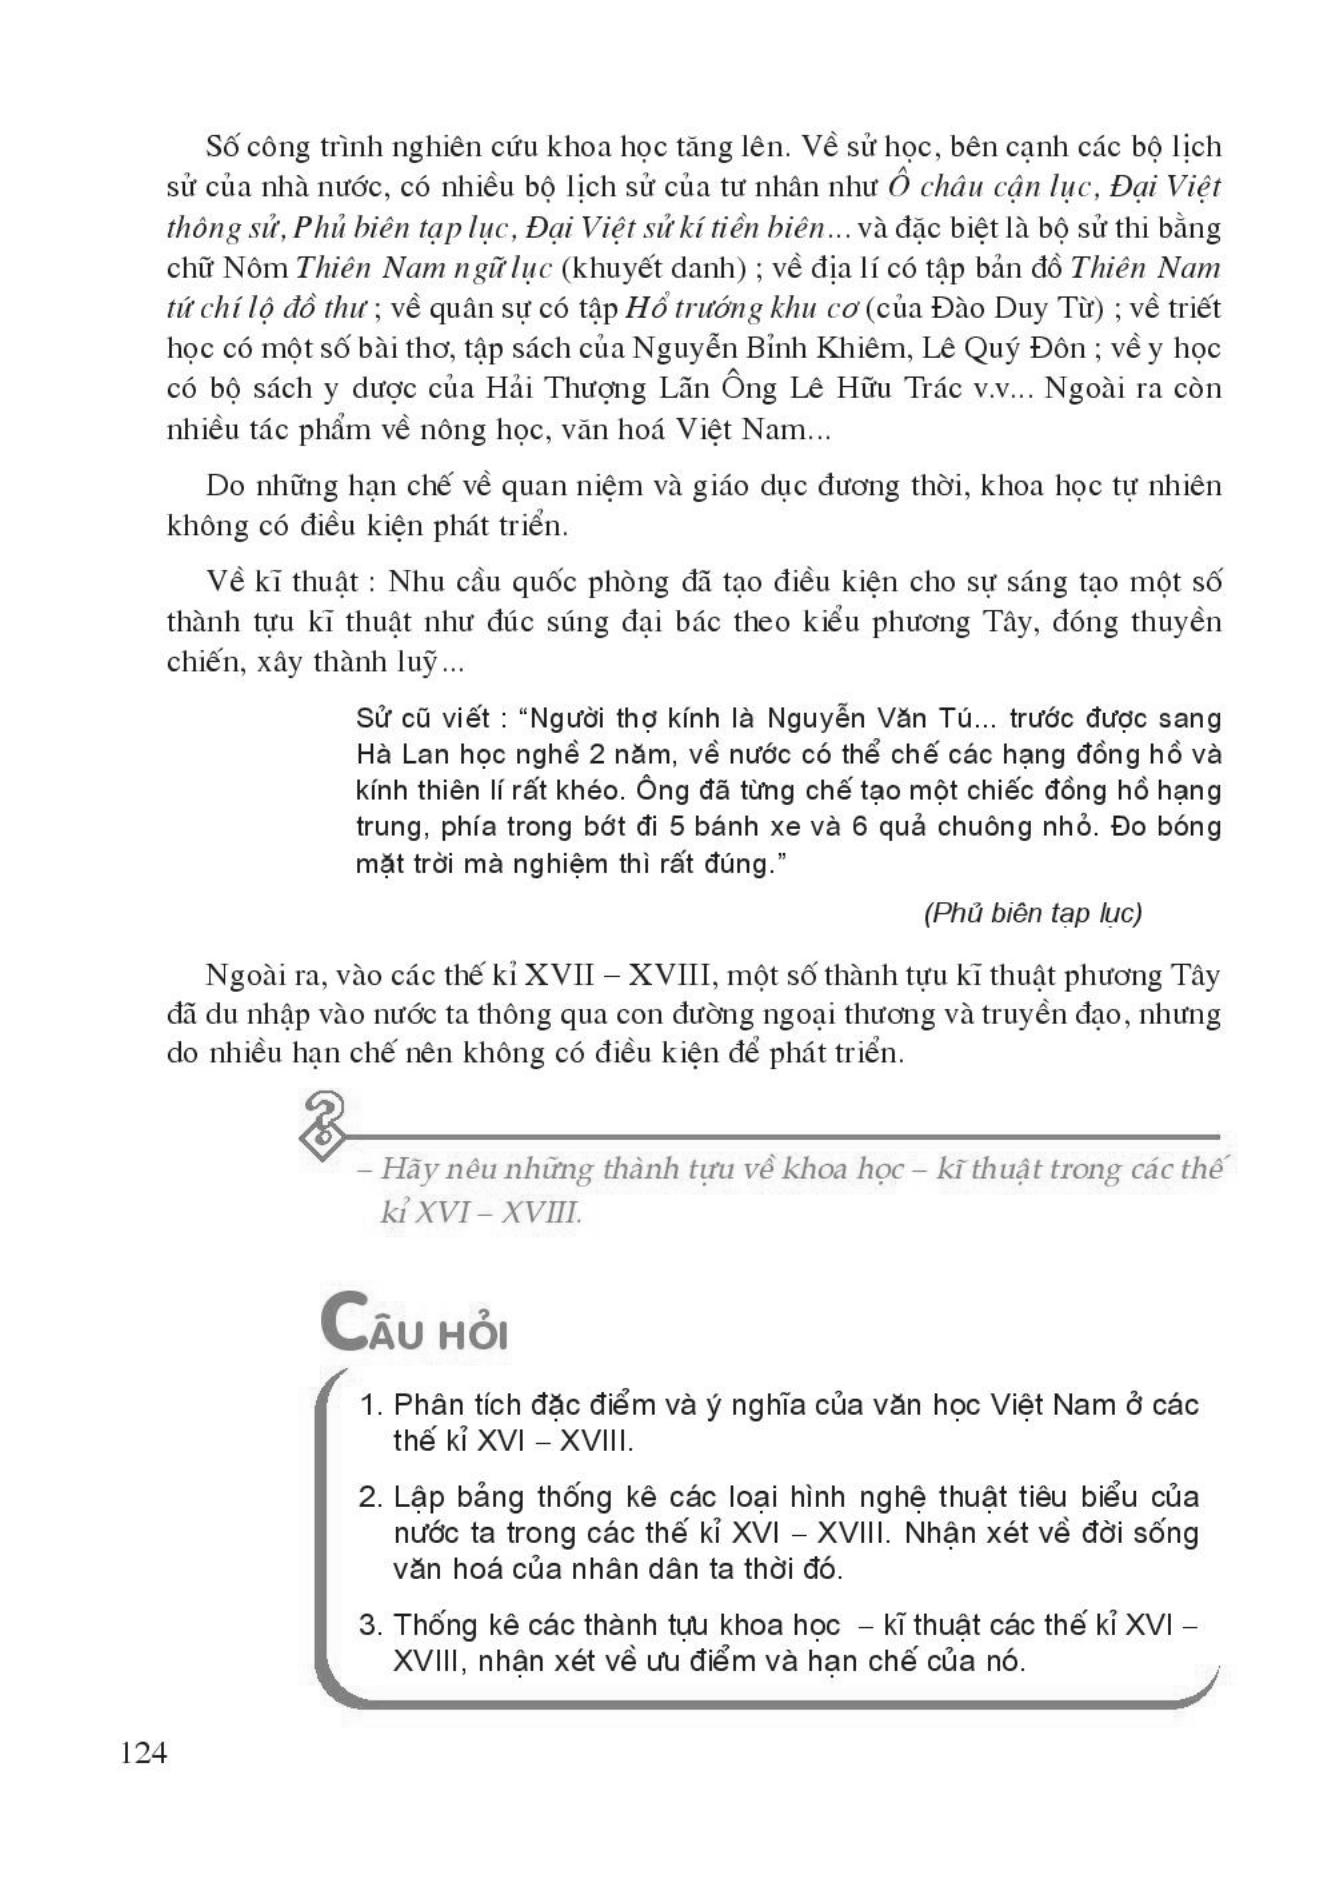 Số công trình nghiên cứu khoa học tăng lên. Về sử học, bên cạnh các bộ lịch
sử của nhà nước, có nhiều bộ lịch sử của tư nhân như Ô châu cận lục, Đại Việt
thông sử, Phủ biên tạp lục, Đại Việt sử kí tiền biên... và đặc biệt là bộ sử thi bằng
chữ Nôm Thiên Nam ngữ lục (khuyết danh) ; về địa lí có tập bản đồ Thiên Nam
tứ chí lộ đồ thư ; về quân sự có tập Hổ trướng khu cơ (của Đào Duy Từ) ; về triết
học có một số bài thơ, tập sách của Nguyễn Bỉnh Khiêm, Lê Quý Đôn ; về y học
có bộ sách y dược của Hải Thượng Lãn Ông Lê Hữu Trác v.v... Ngoài ra còn
nhiều tác phẩm về nông học, văn hoá Việt Nam...
Do những hạn chế về quan niệm và giáo dục đương thời, khoa học tự nhiên
không có điều kiện phát triển.
Về kĩ thuật : Nhu cầu quốc phòng đã tạo điều kiện cho sự sáng tạo một số
thành tựu kĩ thuật như đúc súng đại bác theo kiểu phương Tây, đóng thuyền
chiến, xây thành luỹ...
Sử cũ viết : “Người thợ kính là Nguyễn Văn Tú... trước được sang
Hà Lan học nghề 2 năm, về nước có thể chế các hạng đồng hồ và
kính thiên lí rất khéo. Ông đã từng chế tạo một chiếc đồng hồ hạng
trung, phía trong bớt đi 5 bánh xe và 6 quả chuông nhỏ. Đo bóng
mặt trời mà nghiệm thì rất đúng.”
(Phủ biên tạp lục)
Ngoài ra, vào các thế kỉ XVII – XVIII, một số thành tựu kĩ thuật phương Tây
đã du nhập vào nước ta thông qua con đường ngoại thương và truyền đạo, nhưng
do nhiều hạn chế nên không có điều kiện để phát triển.
?
– Hãy nêu những thành tựu về khoa học – kĩ thuật trong các thế
kỉ XVI – XVIII.
CÂU HỎI
1. Phân tích đặc điểm và ý nghĩa của văn học Việt Nam ở các
thế kỉ XVI – XVIII.
2. Lập bảng thống kê các loại hình nghệ thuật tiêu biểu của
nước ta trong các thế kỉ XVI – XVIII. Nhận xét về đời sống
văn hoá của nhân dân ta thời đó.
3. Thống kê các thành tựu khoa học – kĩ thuật các thế kỉ XVI –
XVIII, nhận xét về ưu điểm và hạn chế của nó.
124